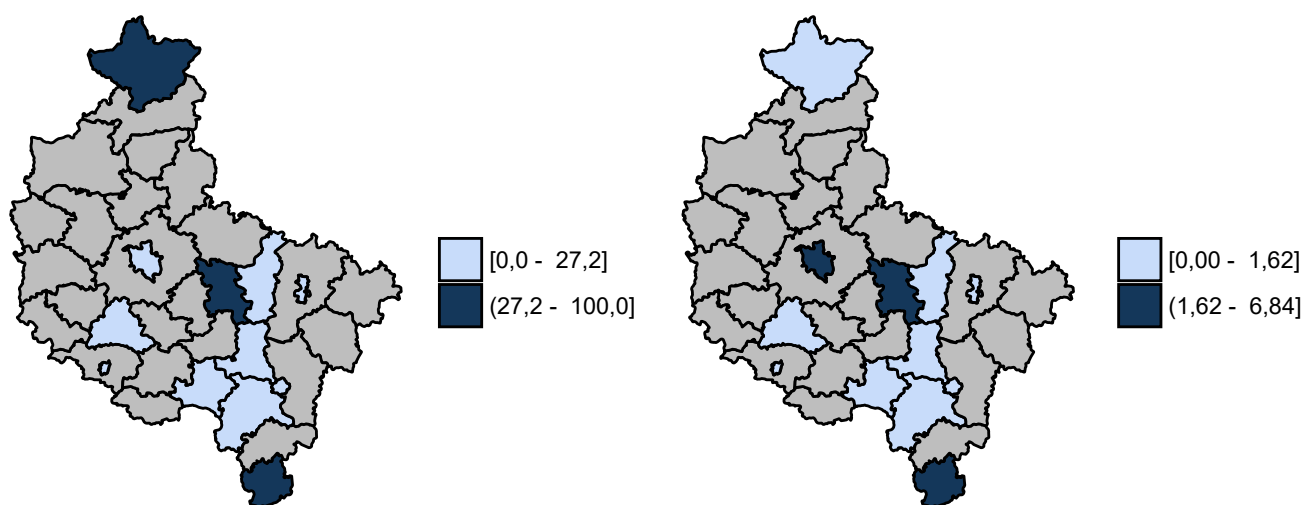 [0,0 - 27,2]
(27,2 - 100,0]
[0,00 - 1,62]
(1,62 - 6,84]